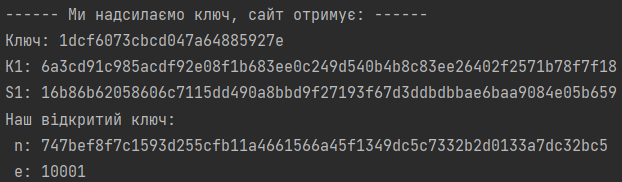 ------ Ми надсилаємо ключ, сайт отримує: ------
Ключ: 1dcf6073cbcd047a64885927e
K1: 6a3cd91c985acdf92e08f1b683ee0c249d540b4b8c83ee26402f2571b78f7f18
S1: 16b86b62058606c7115dd490a8bbd9f27193f67d3ddbdbbae6baa9084e05b659
Наш відкритий ключ:
n: 747bef8f7c1593d255cfb11a4661566a45f1349dc5c7332b2d0133a7dc32bc5
e: 10001